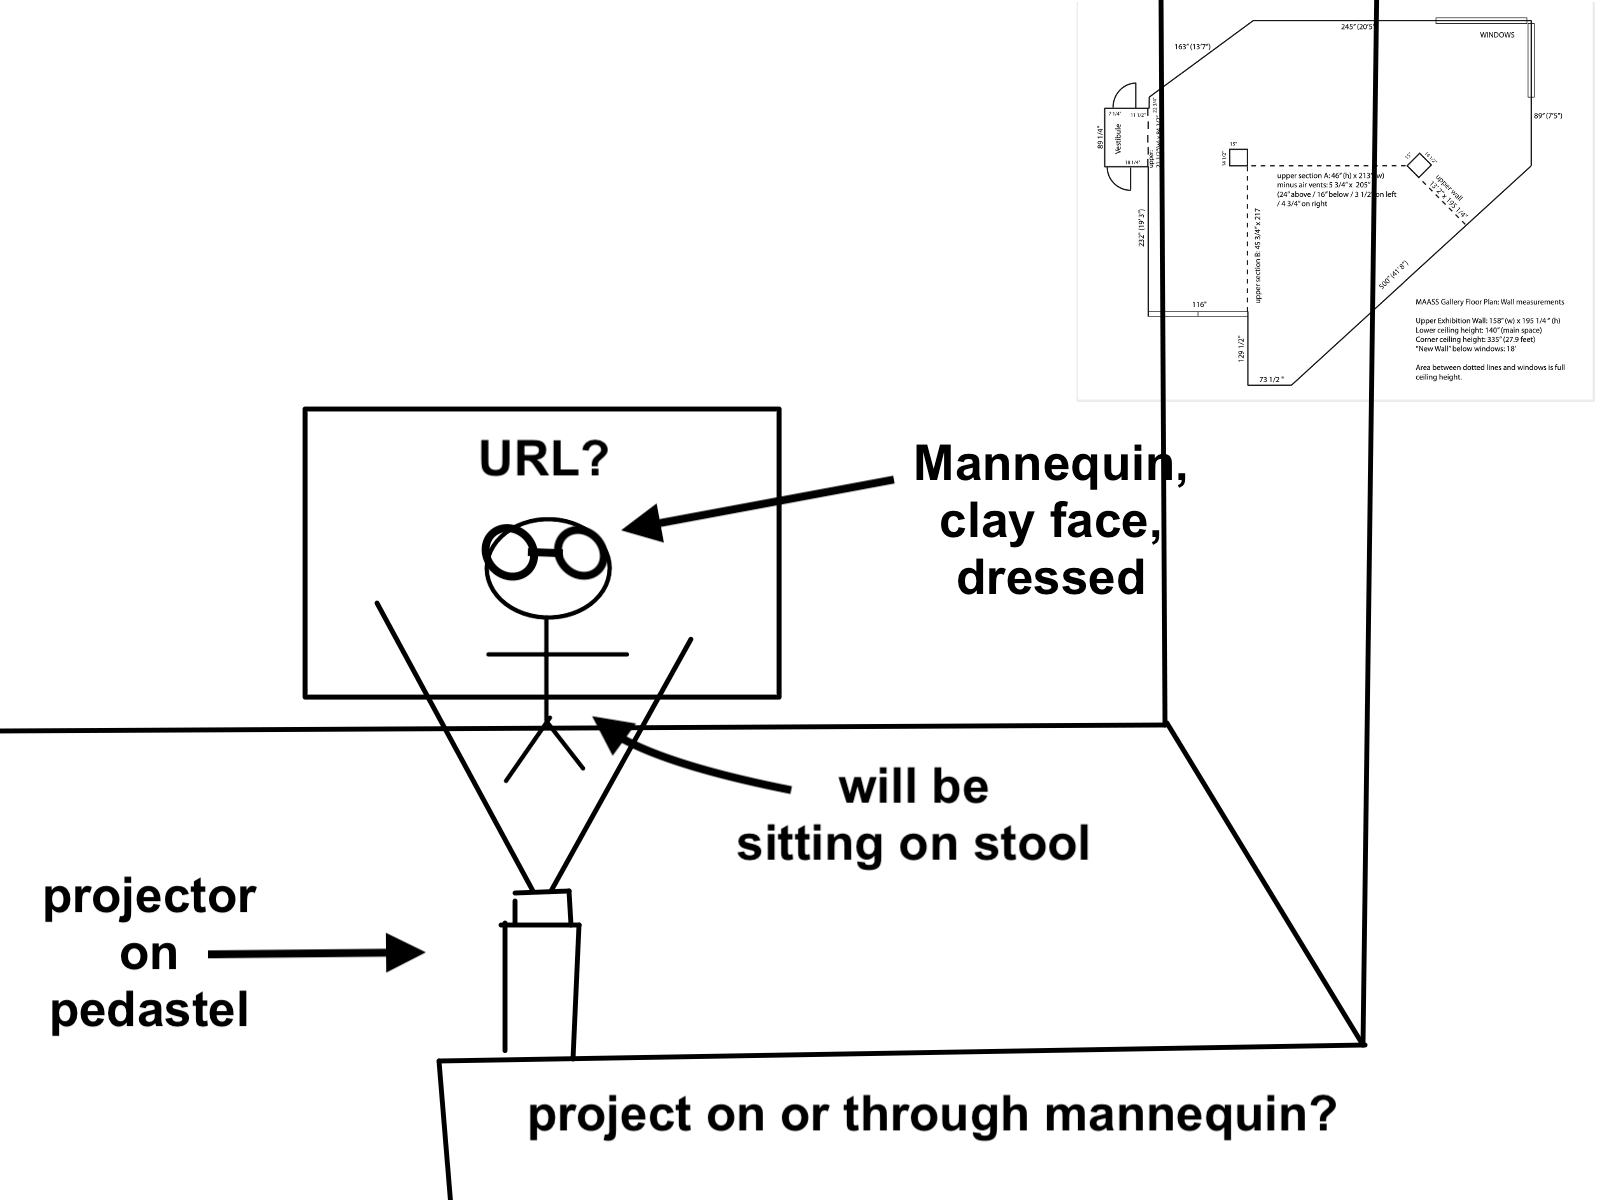 245" (20'5"
163" (13'7")
WINDOWS
7 1/4"
11 1/2"
89 1/4"
Vestibule
18 1/4"
89" (7'5")
15"
14 1/2"
15"
14 1/2"
upper section A: 46" (h) x 213" (w)
minus air vents: 5 3/4" x 205"
(24" above / 16" below / 3 1/2" on left
/ 4 3/4" on right
upper wall
13' 2" x 195 1/4"
232" (19' 3")
upper section B: 45 3/4" x 217
500" (41' 8")
116"
129 1/2"
73 1/2 "
MAASS Gallery Floor Plan: Wall measurements
Upper Exhibition Wall: 158" (w) x 195 1/4 " (h)
Lower ceiling height: 140" (main space)
Corner ceiling height: 335" (27.9 feet)
"New Wall" below windows: 18'
Area between dotted lines and windows is full
ceiling height.
URL?
Mannequin,
clay face,
dressed
will be
sitting on stool
projector
on
pedastel
project on or through mannequin?